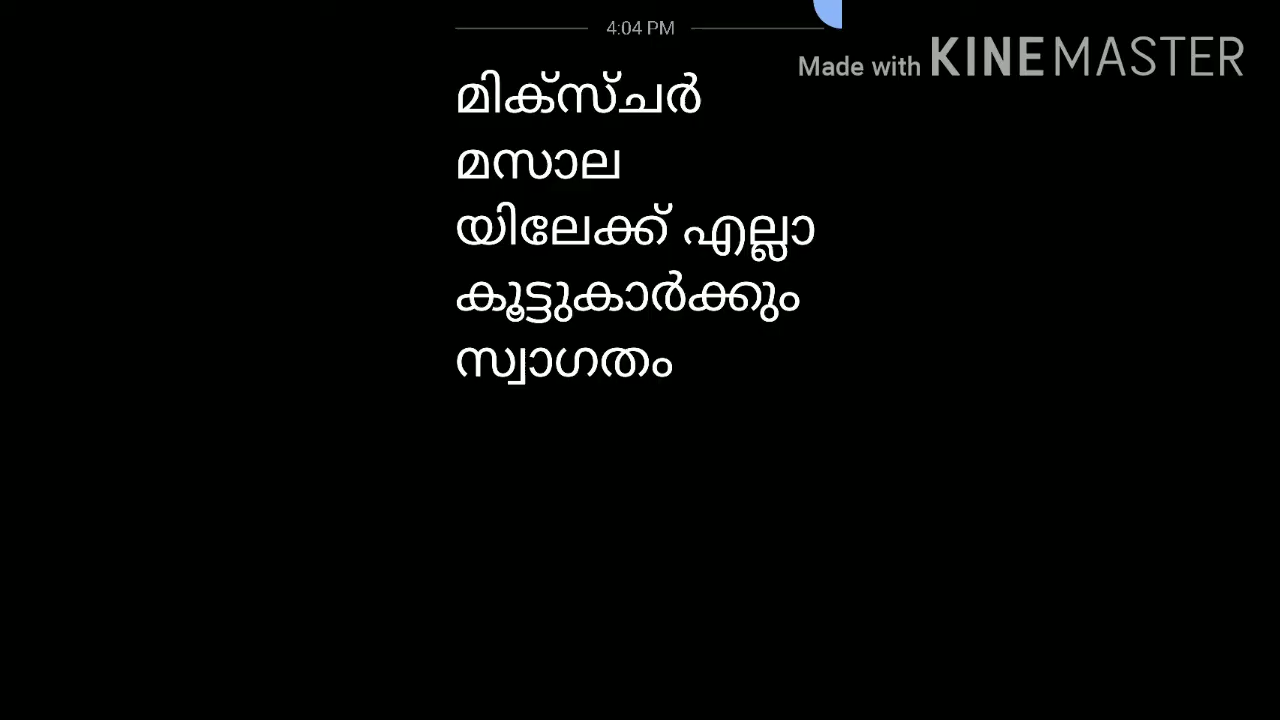 4:04 PM
Made with KINEMASTER
മിക്സ്ചർ
മസാല
യിലേക്ക് എല്ലാ
കൂട്ടുകാർക്കും
സ്വാഗതം